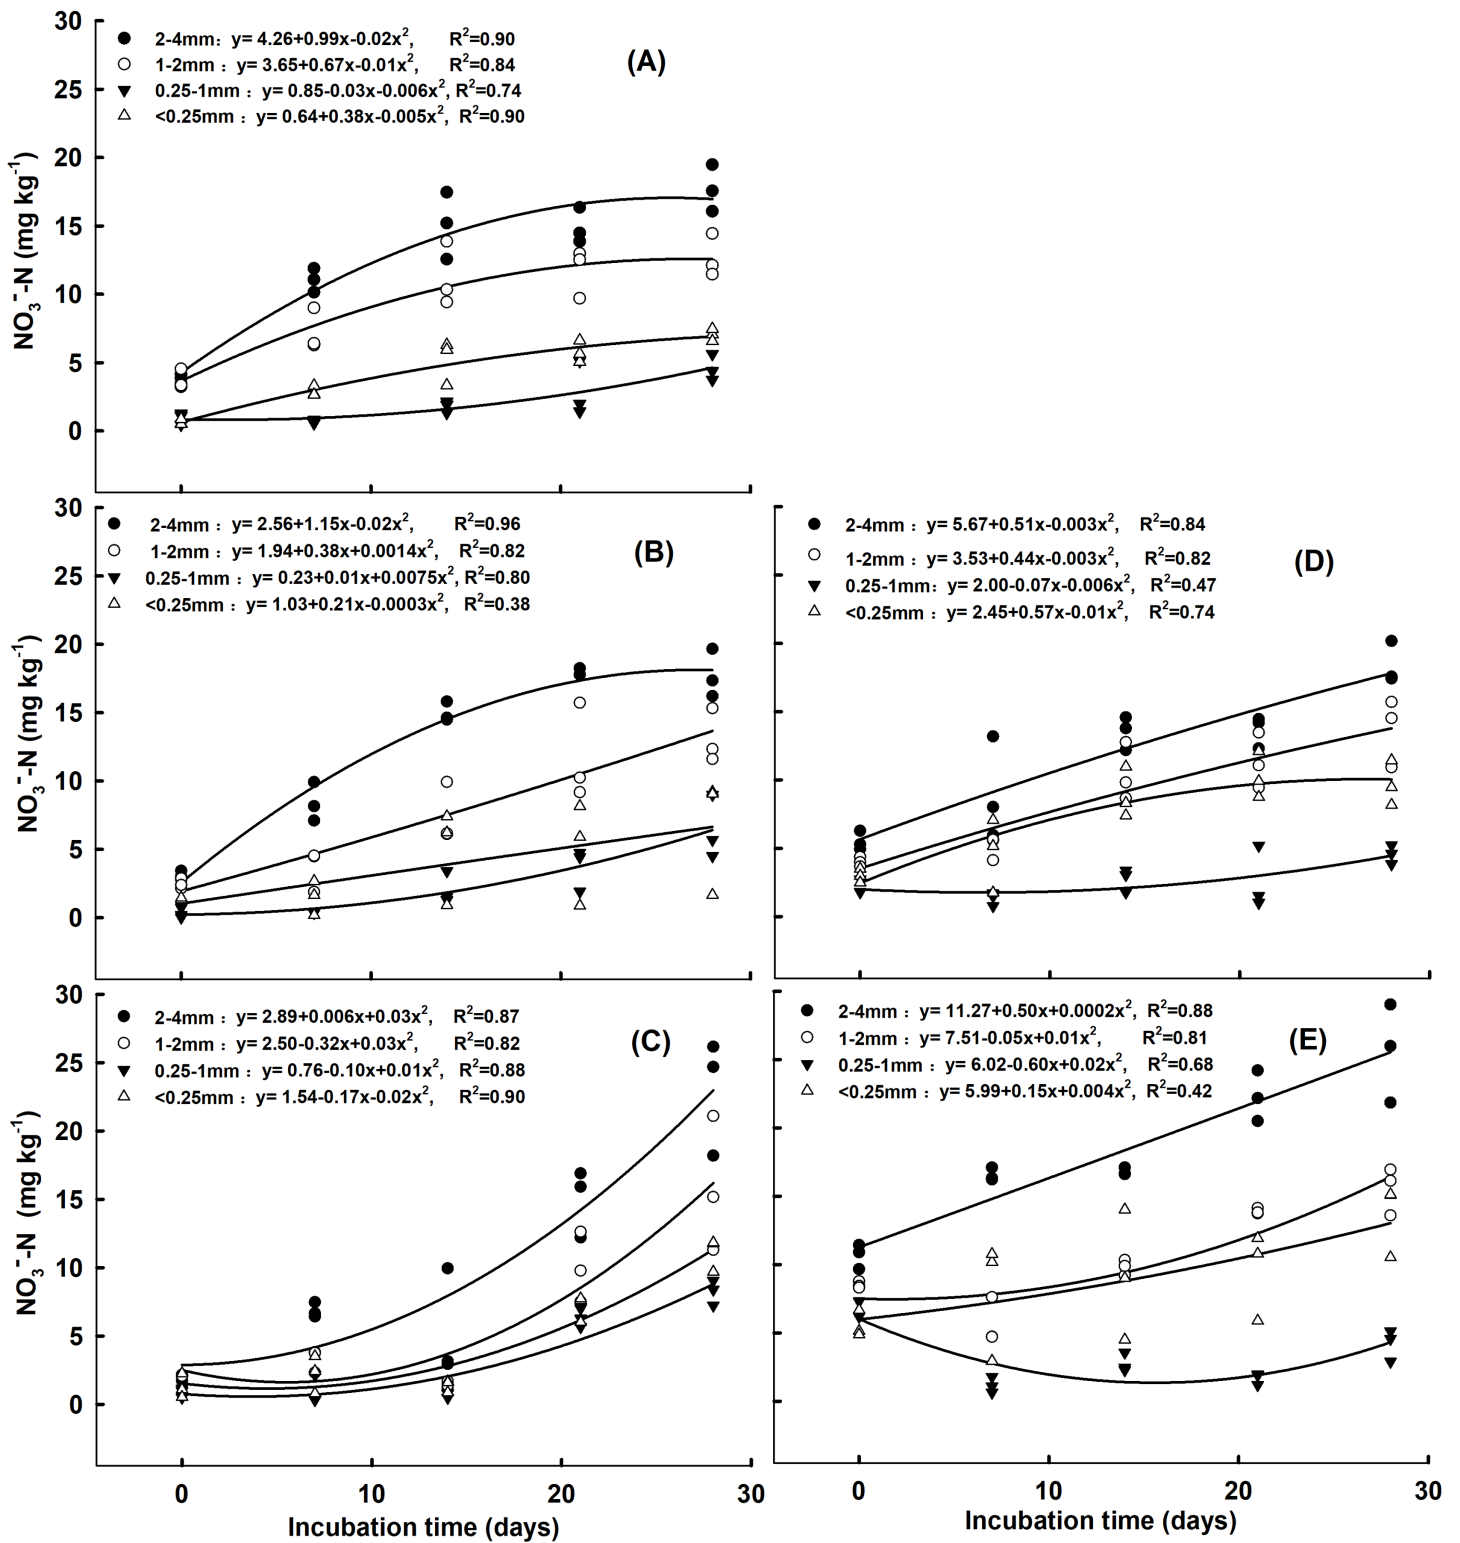 30
25
20
15
10
5
0
NO₃⁻-N (mg kg⁻¹)
2-4mm: y= 4.26+0.99x-0.02x², R²=0.90
1-2mm: y= 3.65+0.67x-0.01x², R²=0.84
0.25-1mm : y= 0.85-0.03x-0.006x², R²=0.74
<0.25mm : y= 0.64+0.38x-0.005x², R²=0.90
(A)
30
25
20
15
10
5
0
NO₃⁻-N (mg kg⁻¹)
2-4mm : y= 2.56+1.15x-0.02x², R²=0.96
1-2mm : y= 1.94+0.38x+0.0014x², R²=0.82
0.25-1mm : y= 0.23+0.01x+0.0075x², R²=0.80
<0.25mm : y= 1.03+0.21x-0.0003x², R²=0.38
(B)
2-4mm : y= 5.67+0.51x-0.003x², R²=0.84
1-2mm : y= 3.53+0.44x-0.003x², R²=0.82
0.25-1mm : y= 2.00-0.07x-0.006x², R²=0.47
<0.25mm : y= 2.45+0.57x-0.01x², R²=0.74
(D)
30
25
20
15
10
5
0
NO₃⁻-N (mg kg⁻¹)
2-4mm : y= 2.89+0.006x+0.03x², R²=0.87
1-2mm : y= 2.50-0.32x+0.03x², R²=0.82
0.25-1mm : y= 0.76-0.10x+0.01x², R²=0.88
<0.25mm : y= 1.54-0.17x-0.02x², R²=0.90
(C)
0 10 20 30
Incubation time (days)
2-4mm : y= 11.27+0.50x+0.0002x², R²=0.88
1-2mm : y= 7.51-0.05x+0.01x², R²=0.81
0.25-1mm : y= 6.02-0.60x+0.02x², R²=0.68
<0.25mm : y= 5.99+0.15x+0.004x², R²=0.42
(E)
0 10 20 30
Incubation time (days)